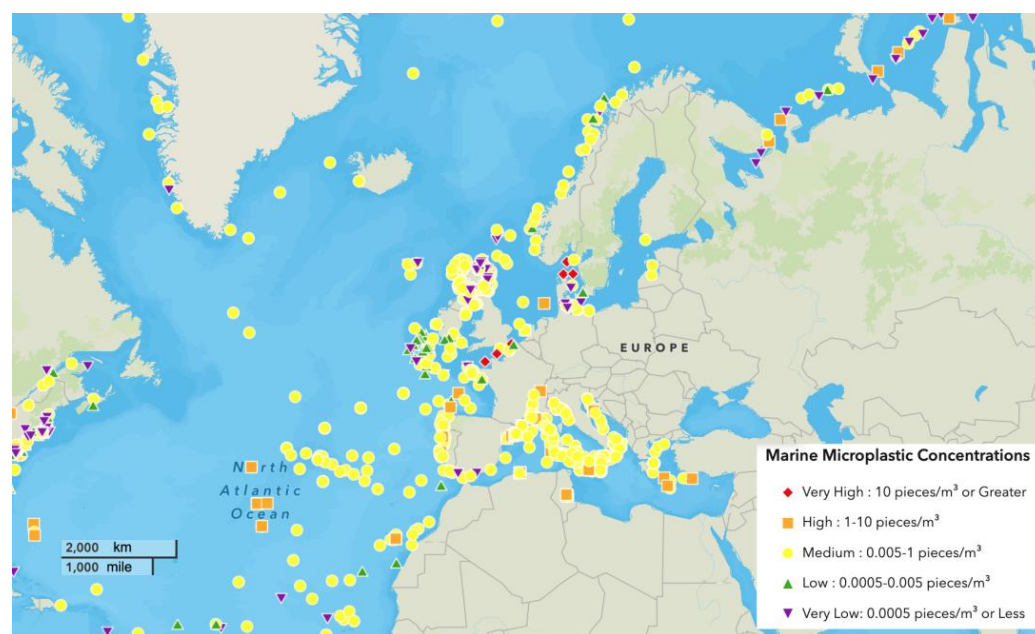 EUROPE
North
Atlantic
Ocean
2,000 km
1,000 mile
Marine Microplastic Concentrations
Very High : 10 pieces/m³ or Greater
High : 1-10 pieces/m³
Medium : 0.005-1 pieces/m³
Low : 0.0005-0.005 pieces/m³
Very Low: 0.0005 pieces/m³ or Less